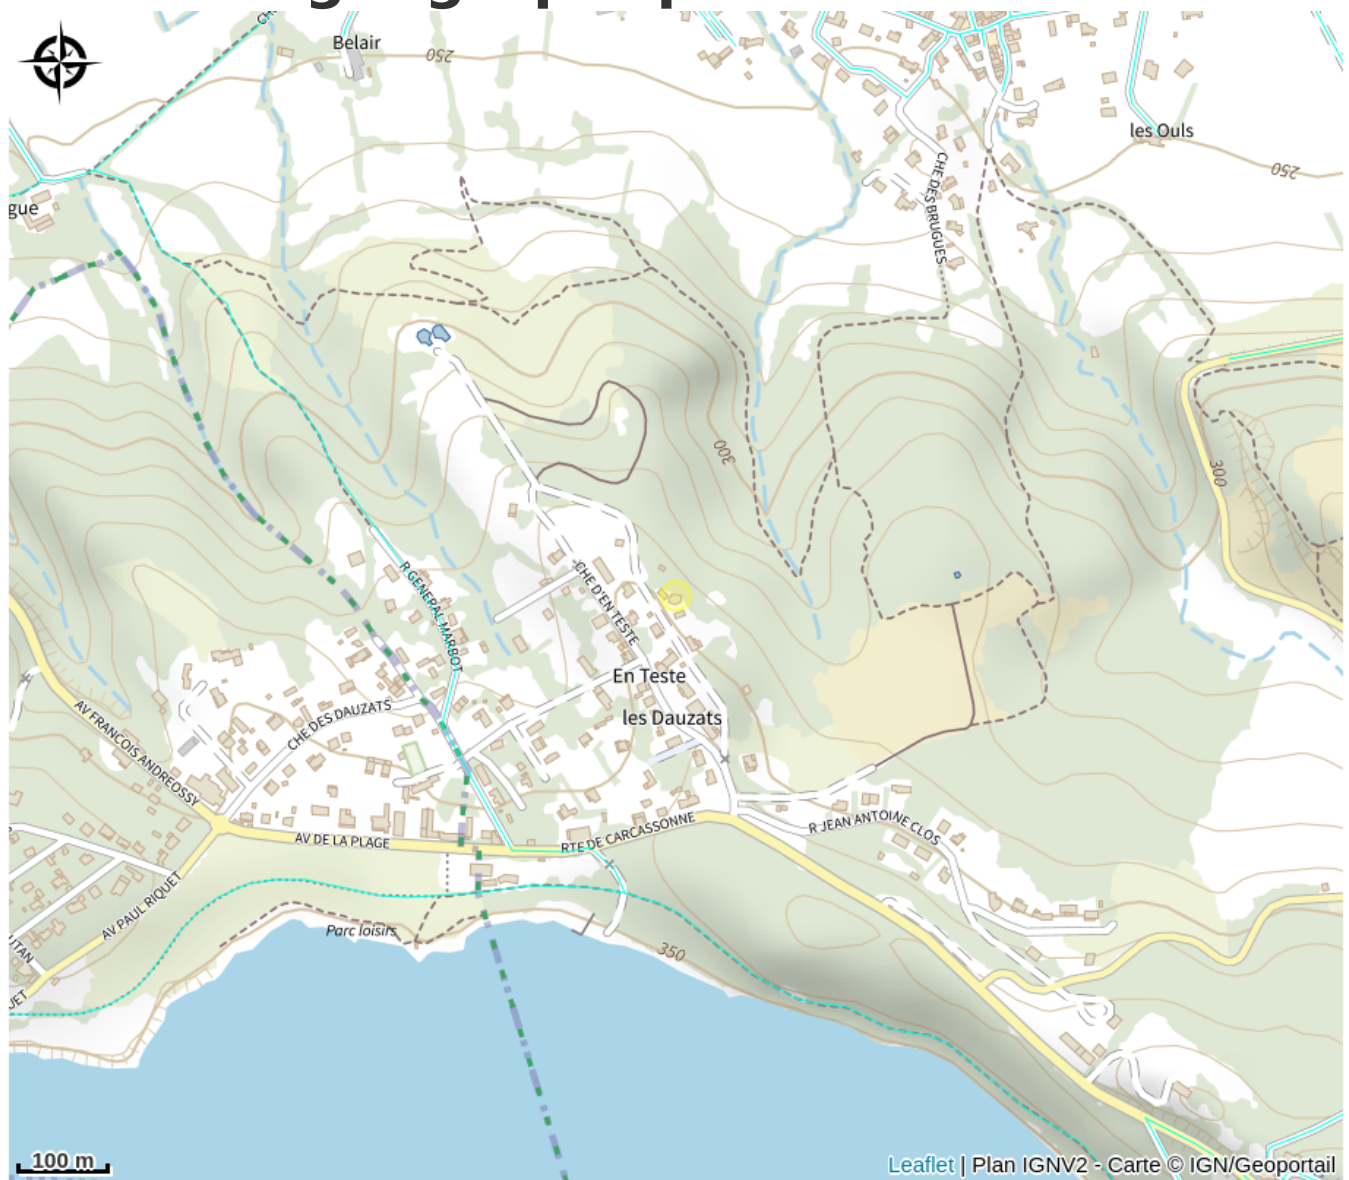 Belair
250
les Ouls
250
gue
CHE DES BRUGUES
300
300
R GENERAL MARBOT
CHE D'EN TESTE
En Teste
les Dauzats
CHE DES DAUZATS
AV FRANCOIS ANDREOSSY
AV DE LA PLAGE
RTE DE CARCASSONNE
R JEAN ANTOINE CLOS
AV PAUL RIQUET
Parc loisirs
350
UTAN
UET
100 m
Leaflet | Plan IGNV2 - Carte © IGN/Geoportail